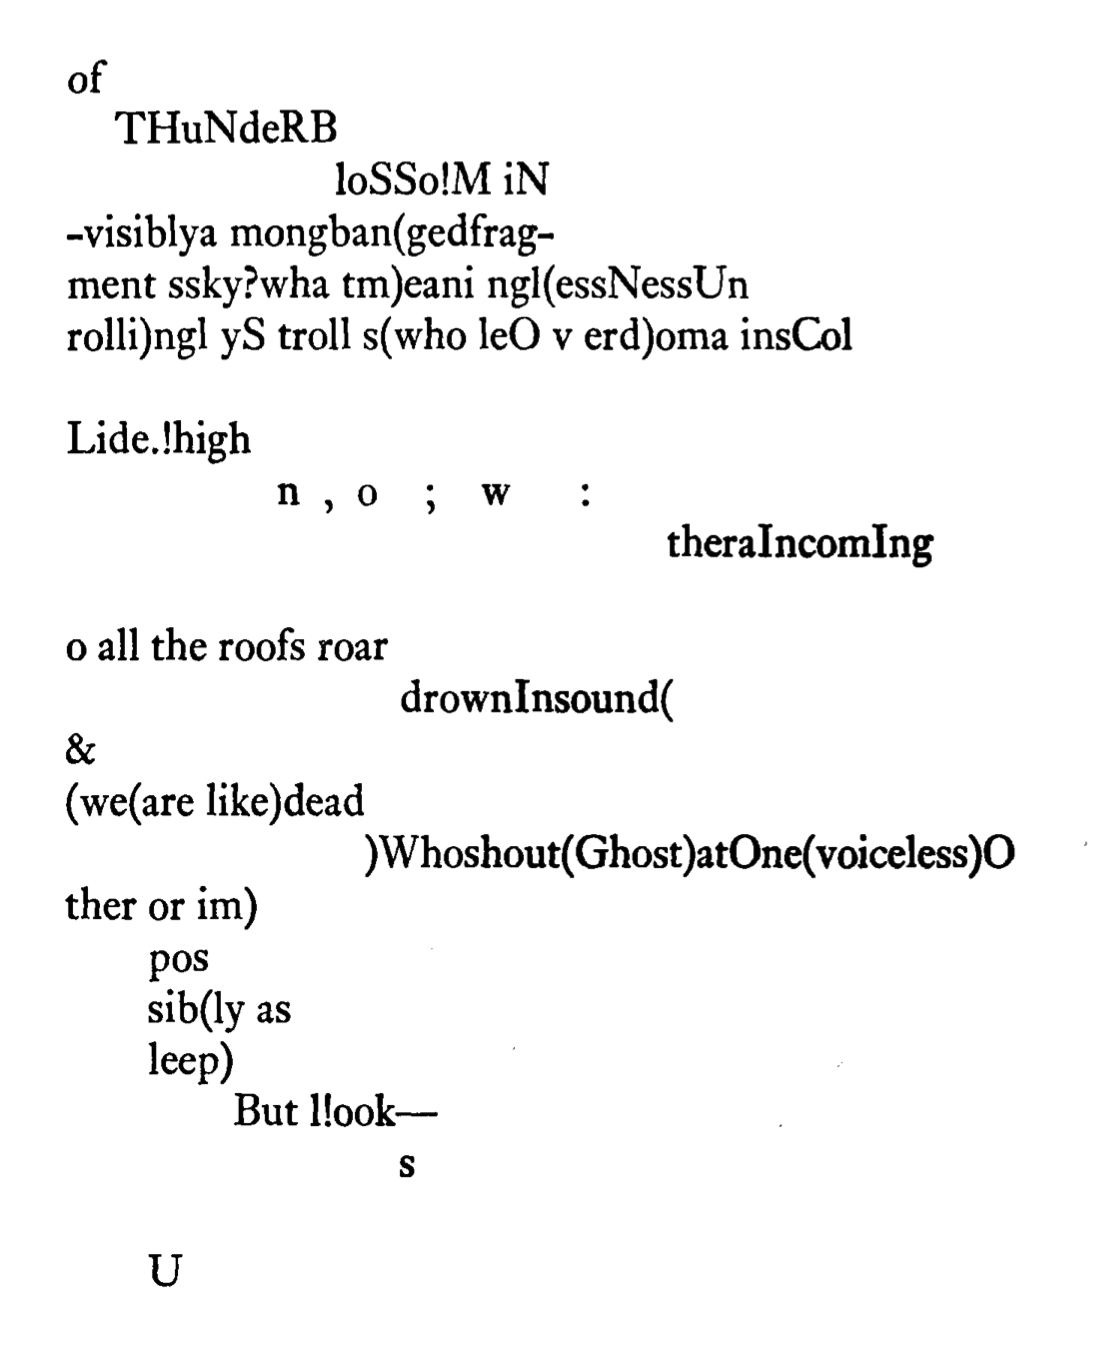 of
THuNdeRB
loSSo!M iN
-visiblya mongban(gedfrag-
ment ssky?wha tm)eani ngl(essNessUn
rolli)ngl yS troll s(who leO v erd)oma insCol
Lide.!high
n , o ; w :
theraIncomIng
o all the roofs roar
drownInsound(
&
(we(are like)dead
)Whoshout(Ghost)atOne(voiceless)O
ther or im)
pos
sib(ly as
leep)
But l!ook—
s
U